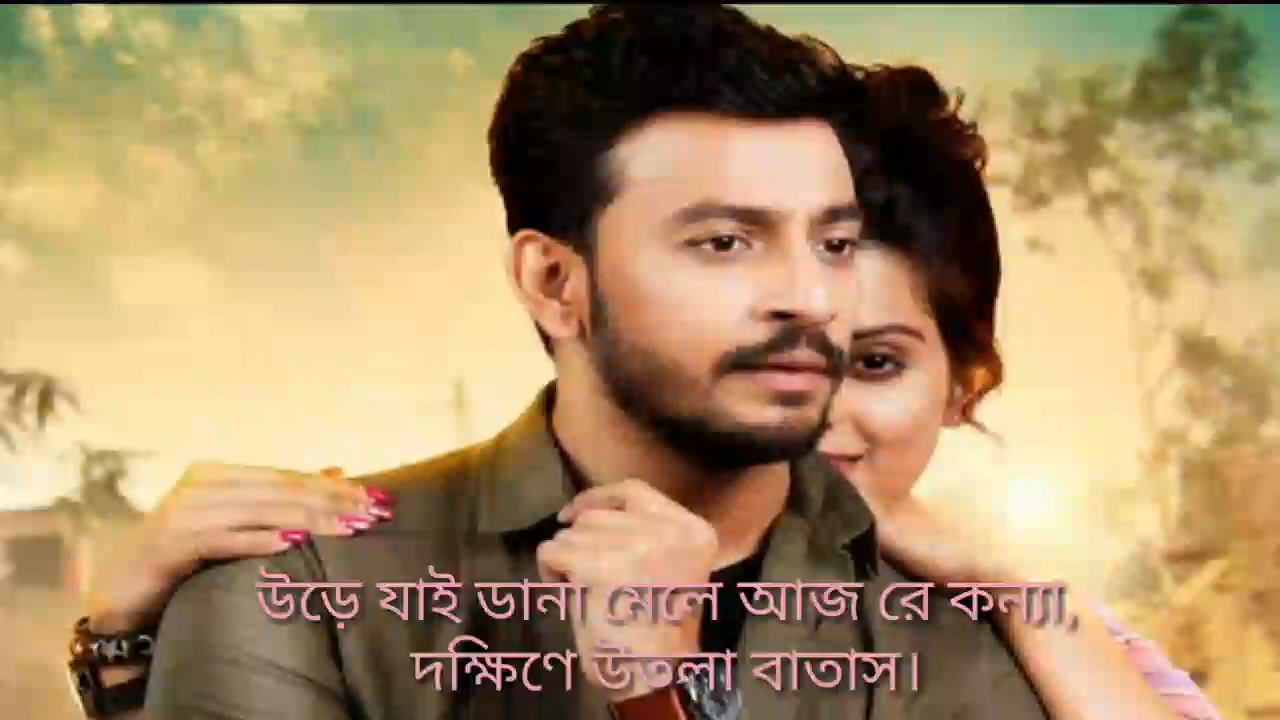 উড়ে যাই ডানা মেলে আজ রে কন্যা,
দক্ষিণে উতলা বাতাস।